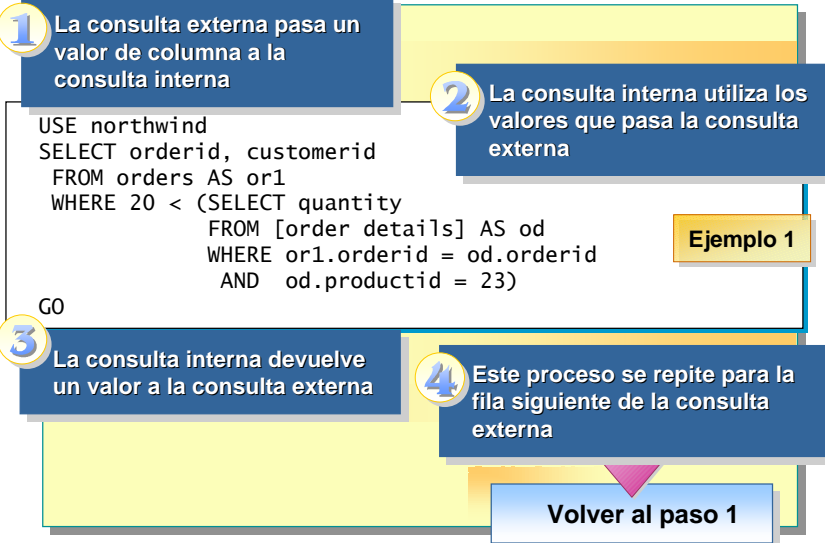 1
La consulta externa pasa un
valor de columna a la
consulta interna
2
La consulta interna utiliza los
valores que pasa la consulta
externa
USE northwind
SELECT orderid, customerid
FROM orders AS or1
WHERE 20 < (SELECT quantity
FROM [order details] AS od
WHERE or1.orderid = od.orderid
AND od.productid = 23)
GO
Ejemplo 1
3
La consulta interna devuelve
un valor a la consulta externa
4
Este proceso se repite para la
fila siguiente de la consulta
externa
Volver al paso 1